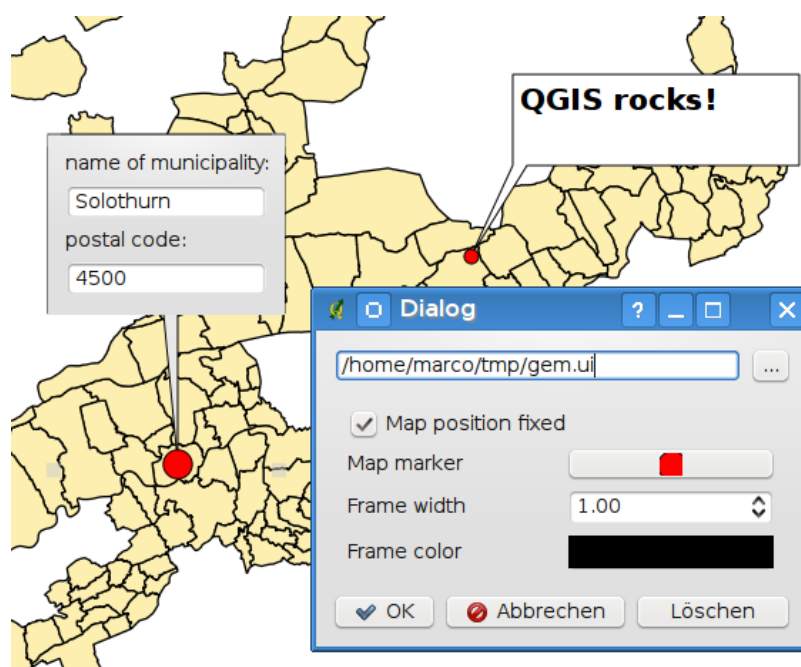 QGIS rocks!
name of municipality:
Solothurn
postal code:
4500
Dialog
?
/home/marco/tmp/gem.ui
...
Map position fixed
Map marker
Frame width
1.00
Frame color
OK
Abbrechen
Löschen